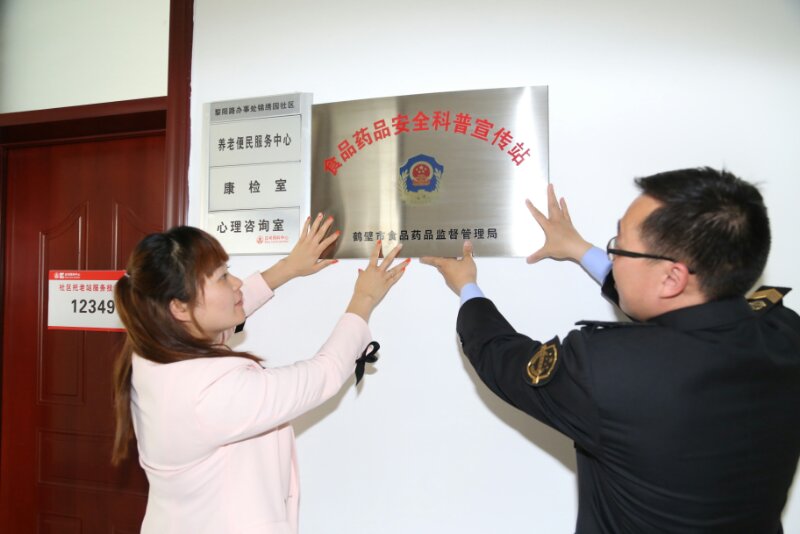 黎阳路办事处锦绣园社区
养老便民服务中心
康检室
心理咨询室
食品药品安全科普宣传站
鹤壁市食品药品监督管理局
社区托老站服务
12349